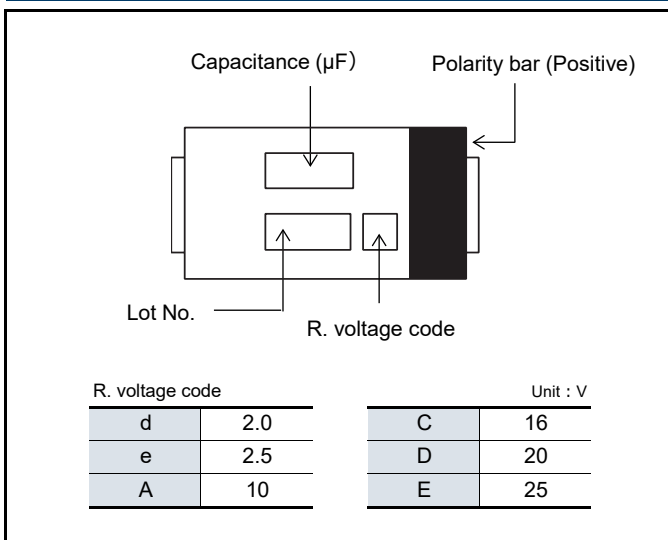 Capacitance (µF）
Polarity bar (Positive)
Lot No.
R. voltage code
R. voltage code
Unit：V
d 2.0 C 16
e 2.5 D 20
A 10 E 25